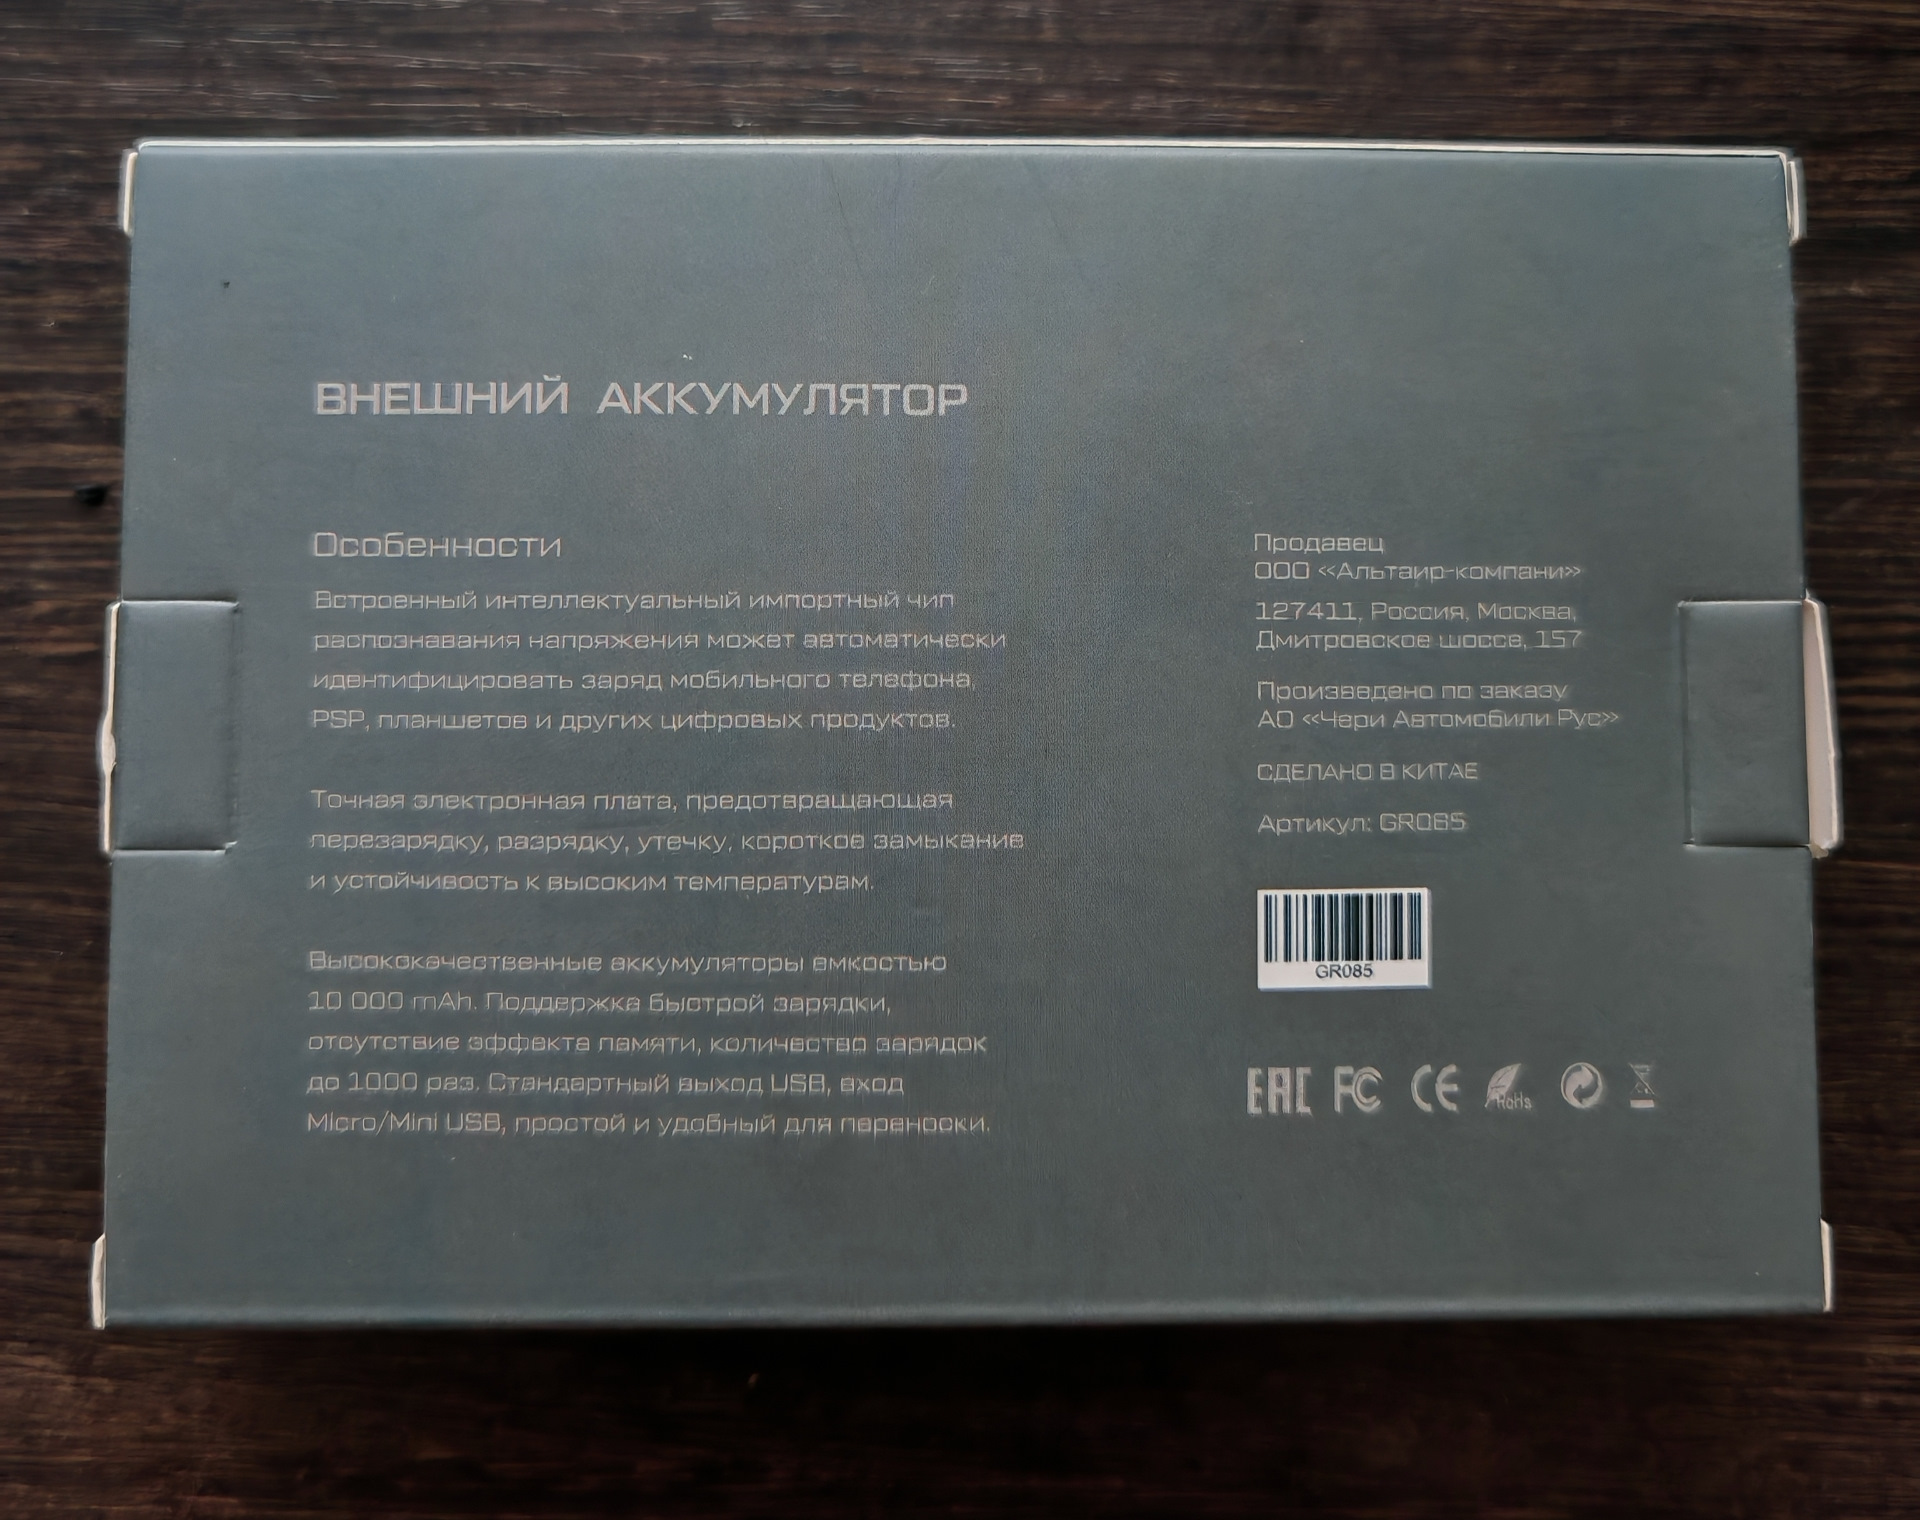 ВНЕШНИЙ АККУМУЛЯТОР
Особенности
Встроенный интеллектуальный импортный чип
распознавания напряжения может автоматически
идентифицировать заряд мобильного телефона,
PSP, планшетов и других цифровых продуктов.
Точная электронная плата, предотвращающая
перезарядку, разрядку, утечку, короткое замыкание
и устойчивость к высоким температурам.
Высококачественные аккумуляторы емкостью
10 000 mAh. Поддержка быстрой зарядки,
отсутствие эффекта памяти, количество зарядок
до 1000 раз. Стандартный выход USB, вход
Micro/Mini USB, простой и удобный для переноски.
Продавец
ООО «Альтаир-компани»
127411, Россия, Москва,
Дмитровское шоссе, 157
Произведено по заказу
АО «Чери Автомобили Рус»
СДЕЛАНО В КИТАЕ
Артикул: GR085
GR085
EAC FC CE RoHs